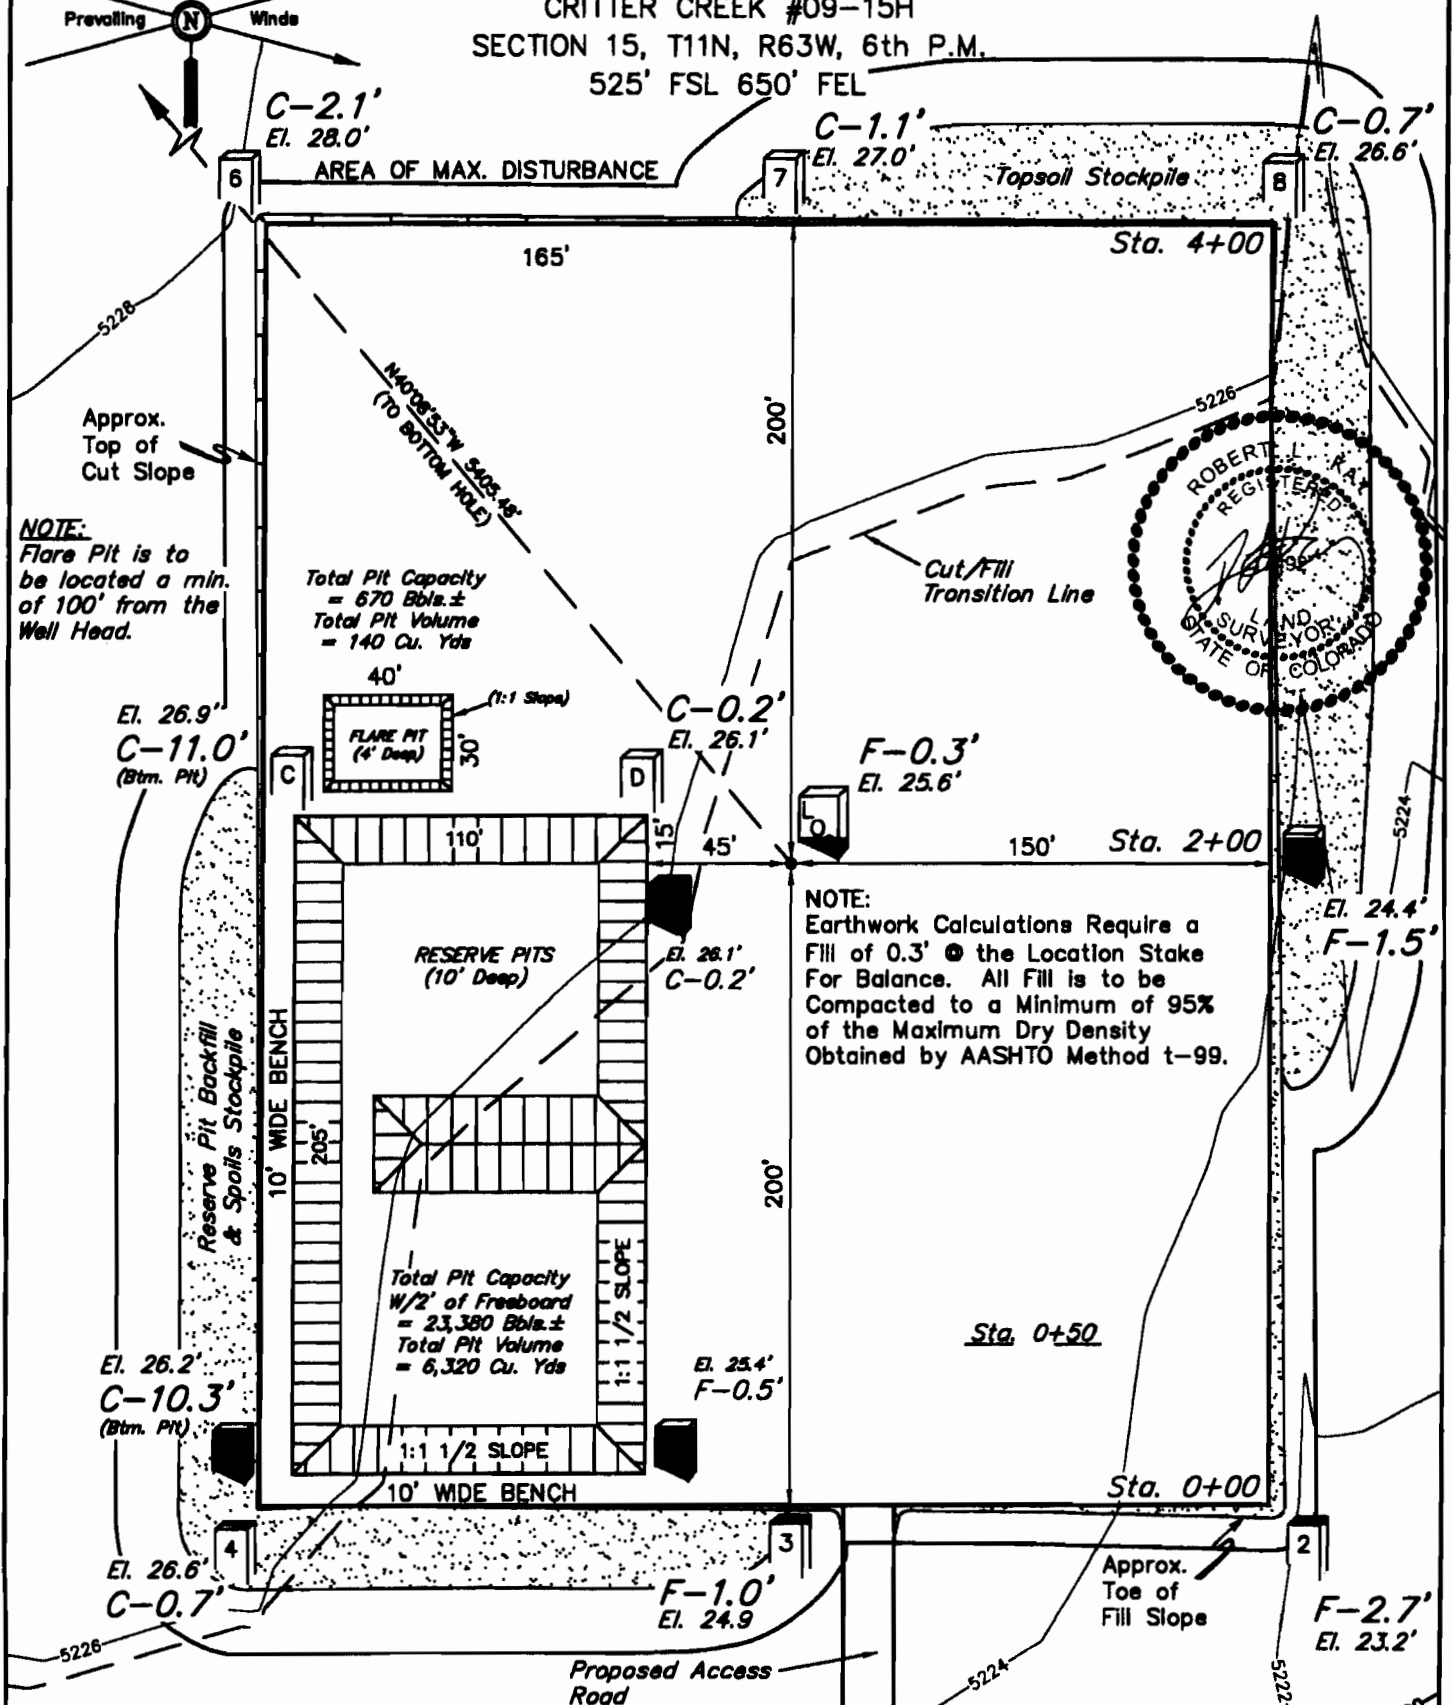 CRITTER CREEK #09-15H
SECTION 15, T11N, R63W, 6th P.M.
525' FSL 650' FEL
Prevailing
N
Winds
C-2.1'
El. 28.0'
6
AREA OF MAX. DISTURBANCE
C-1.1'
El. 27.0'
7
Topsoil Stockpile
C-0.7'
El. 26.6'
8
165'
Sta. 4+00
5228
N40°06'53"W 5405.48'
(TO BOTTOM HOLE)
200'
5226
Approx.
Top of
Cut Slope
NOTE:
Flare Pit is to
be located a min.
of 100' from the
Well Head.
Total Pit Capacity
= 670 Bbls.±
Total Pit Volume
= 140 Cu. Yds
40'
(1:1 Slope)
FLARE PIT
(4' Deep)
30'
Cut/Fill
Transition Line
ROBERT L. KAY
REGISTERED
LAND
SURVEYOR
STATE OF COLORADO
El. 26.9'
C-11.0'
(Btm. Pit)
C
D
C-0.2'
El. 26.1'
F-0.3'
El. 25.6'
LO
5224
110'
15'
45'
150'
Sta. 2+00
El. 24.4'
F-1.5'
RESERVE PITS
(10' Deep)
El. 26.1'
C-0.2'
NOTE:
Earthwork Calculations Require a
Fill of 0.3' @ the Location Stake
For Balance. All Fill is to be
Compacted to a Minimum of 95%
of the Maximum Dry Density
Obtained by AASHTO Method t-99.
Reserve Pit Backfill
& Spoils Stockpile
10' WIDE BENCH
205'
200'
Total Pit Capacity
W/2' of Freeboard
= 23,380 Bbls.±
Total Pit Volume
= 6,320 Cu. Yds
1:1 1/2 SLOPE
Sta. 0+50
El. 26.2'
C-10.3'
(Btm. Pit)
El. 25.4'
F-0.5'
1:1 1/2 SLOPE
10' WIDE BENCH
Sta. 0+00
4
3
2
El. 26.6'
C-0.7'
F-1.0'
El. 24.9
Approx.
Toe of
Fill Slope
F-2.7'
El. 23.2'
5226
Proposed Access
Road
5224
5222